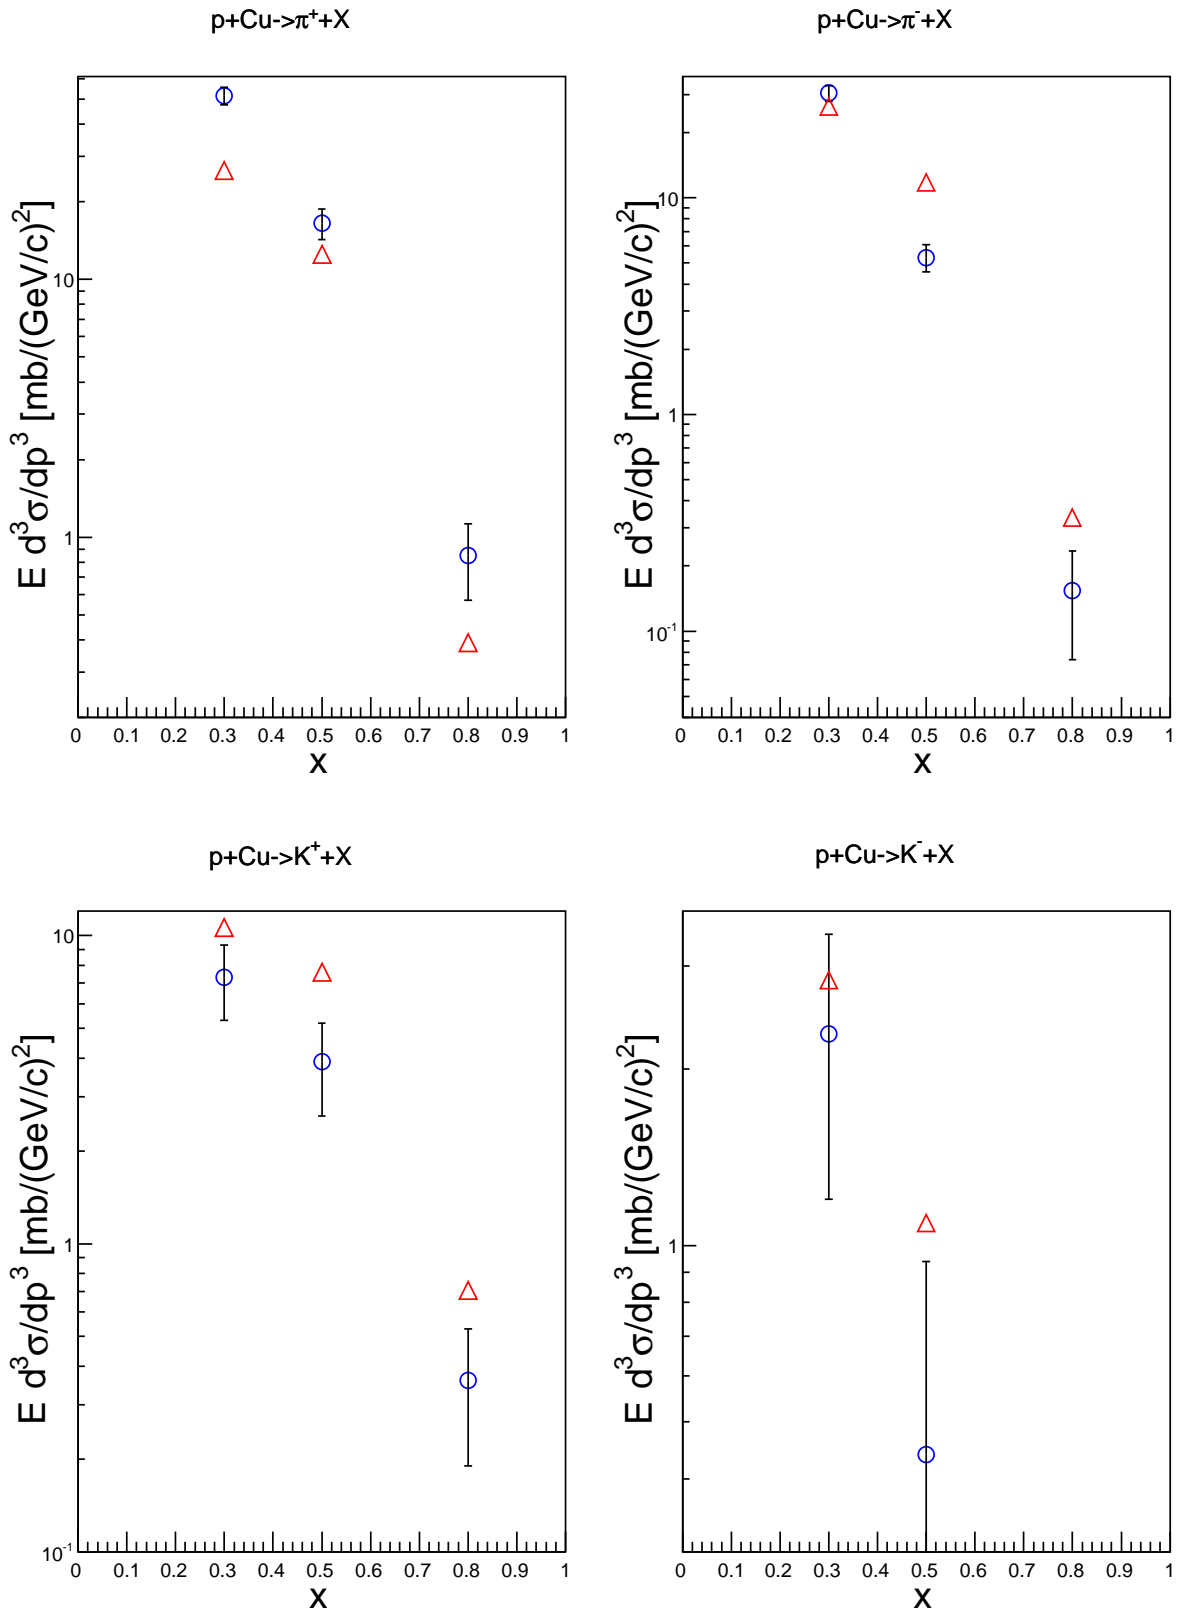 p+Cu->π⁺+X
E d³σ/dp³ [mb/(GeV/c)²]
10
1
0 0.1 0.2 0.3 0.4 0.5 0.6 0.7 0.8 0.9 1
x
p+Cu->π⁻+X
E d³σ/dp³ [mb/(GeV/c)²]
10
1
10⁻¹
0 0.1 0.2 0.3 0.4 0.5 0.6 0.7 0.8 0.9 1
x
p+Cu->K⁺+X
E d³σ/dp³ [mb/(GeV/c)²]
10
1
10⁻¹
0 0.1 0.2 0.3 0.4 0.5 0.6 0.7 0.8 0.9 1
x
p+Cu->K⁻+X
E d³σ/dp³ [mb/(GeV/c)²]
1
0 0.1 0.2 0.3 0.4 0.5 0.6 0.7 0.8 0.9 1
x